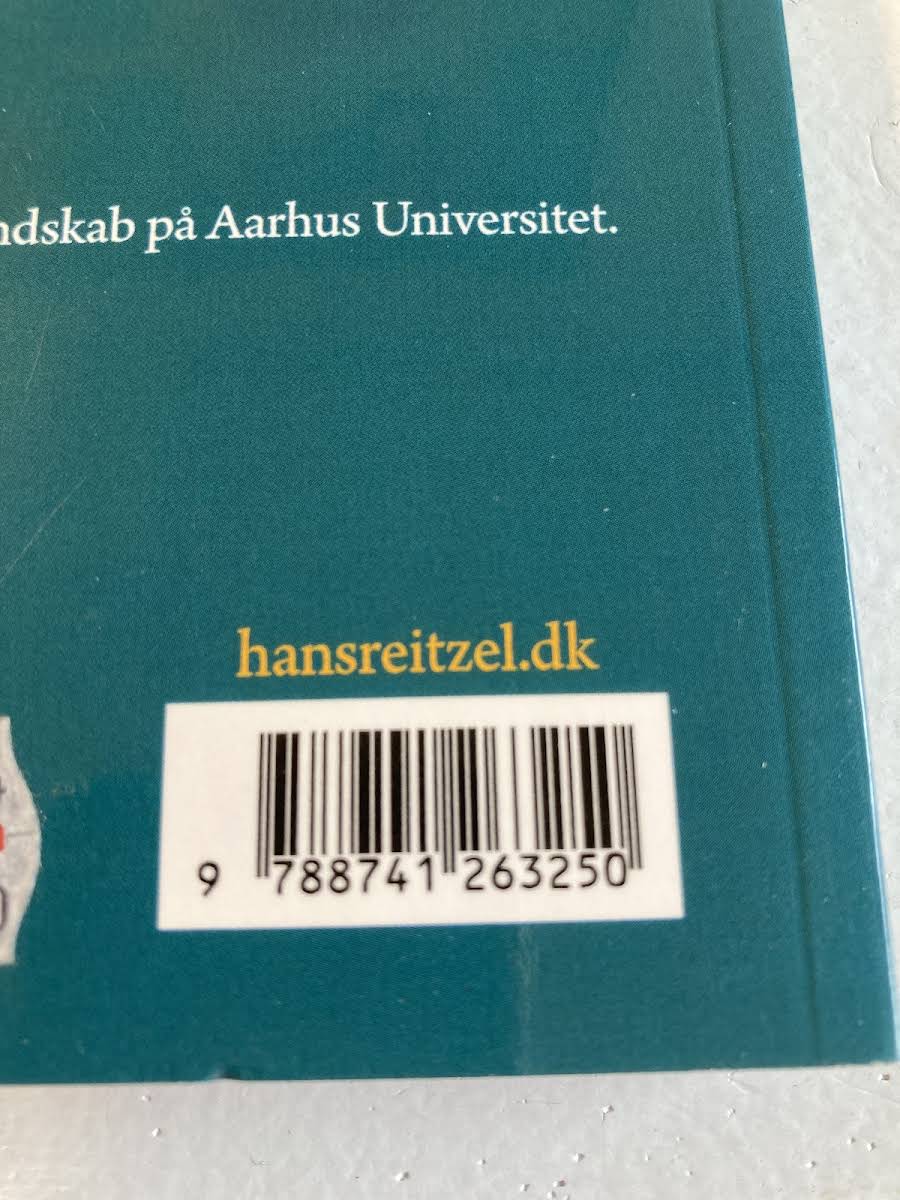 ndskab på Aarhus Universitet.
hansreitzel.dk
9 788741 263250